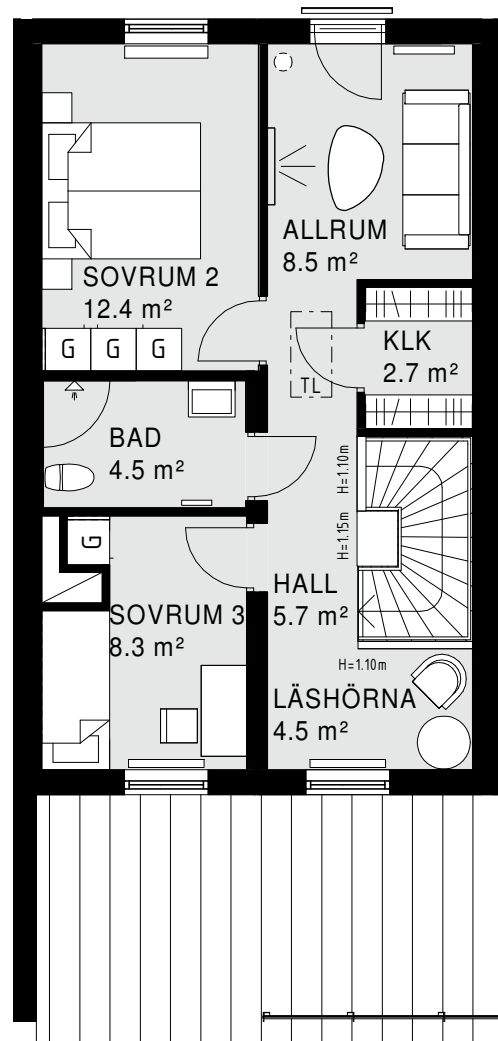 ALLRUM
8.5 m²
SOVRUM 2
12.4 m²
G G G
KLK
2.7 m²
TL
BAD
4.5 m²
H=1.10m
H=1.15m
G
HALL
5.7 m²
SOVRUM 3
8.3 m²
H=1.10m
LÄSHÖRNA
4.5 m²